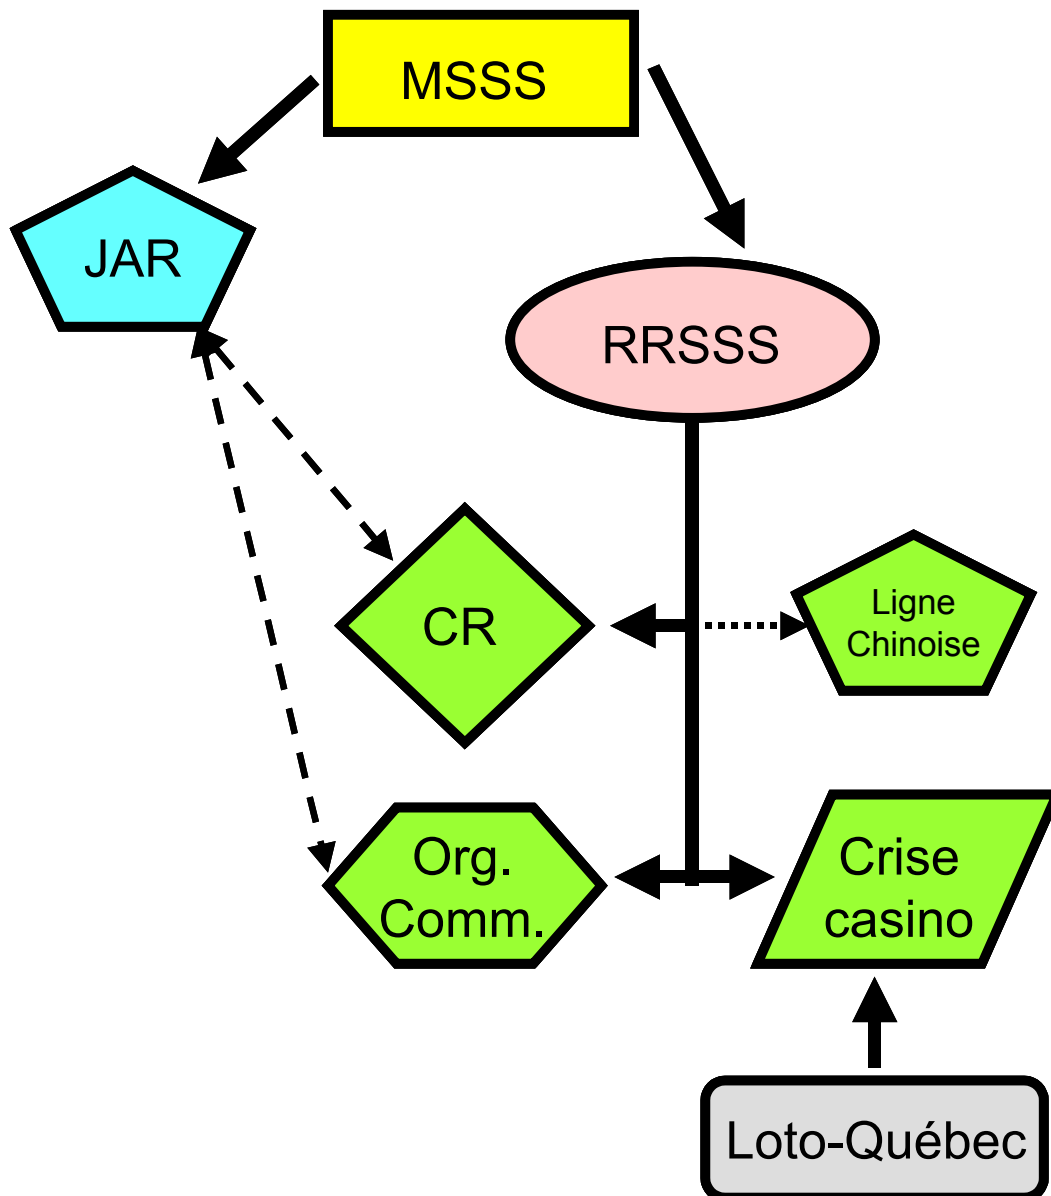 MSSS
JAR
RRSSS
CR
Ligne
Chinoise
Org.
Comm.
Crise
casino
Loto-Québec